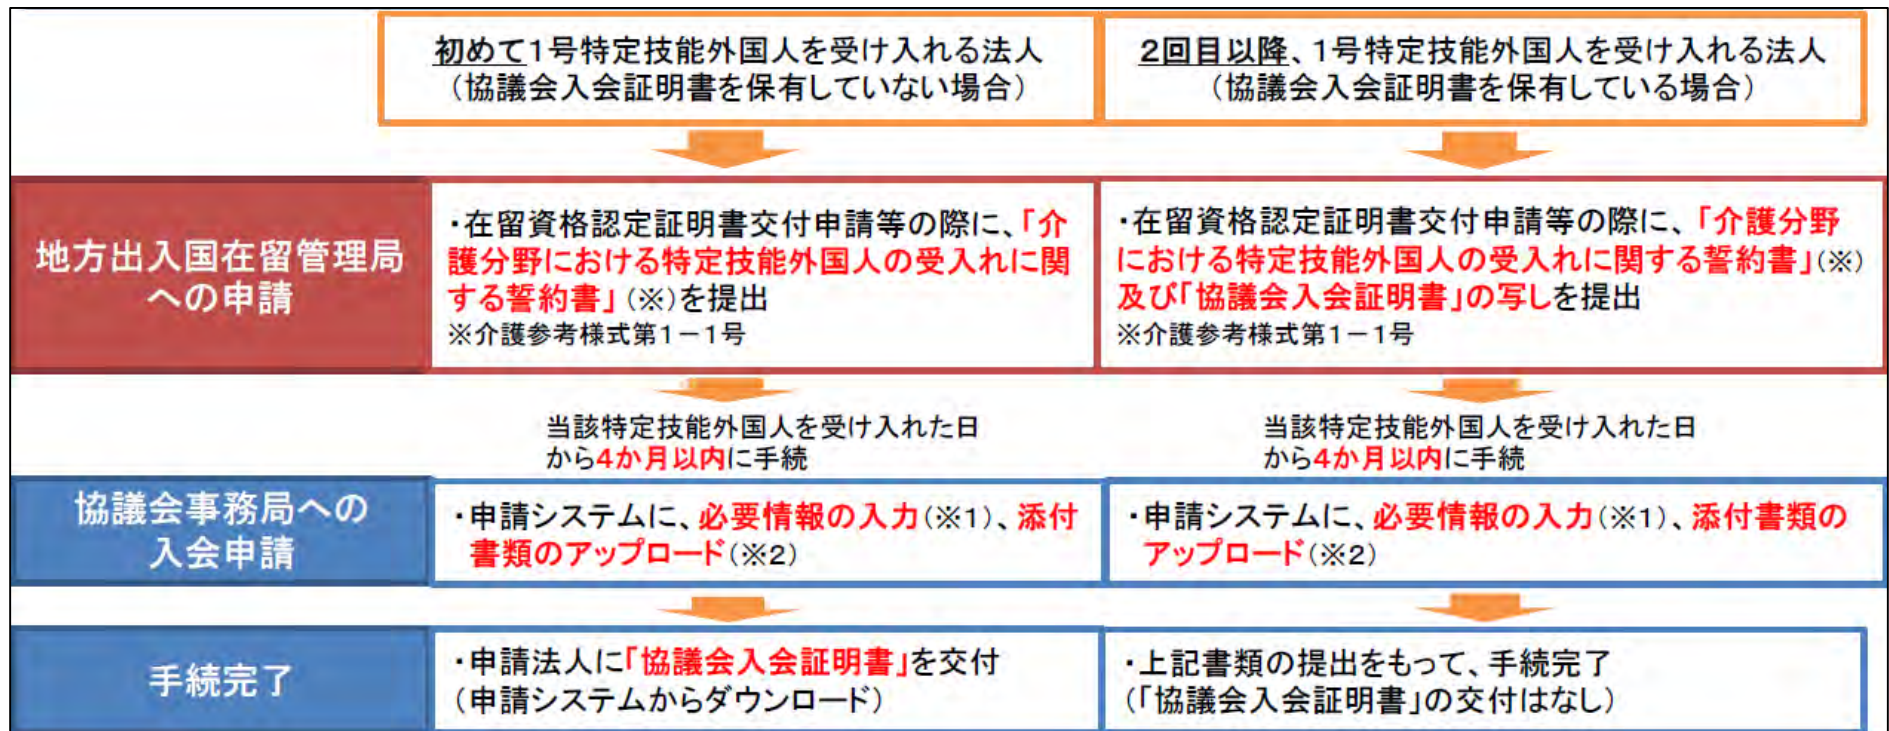 初めて1号特定技能外国人を受け入れる法人
（協議会入会証明書を保有していない場合）
2回目以降、1号特定技能外国人を受け入れる法人
（協議会入会証明書を保有している場合）
地方出入国在留管理局
への申請
・在留資格認定証明書交付申請等の際に、「介
護分野における特定技能外国人の受入れに関
する誓約書」（※）を提出
※介護参考様式第1－1号
・在留資格認定証明書交付申請等の際に、「介護分野
における特定技能外国人の受入れに関する誓約書」（※）
及び「協議会入会証明書」の写しを提出
※介護参考様式第1－1号
当該特定技能外国人を受け入れた日
から4か月以内に手続
当該特定技能外国人を受け入れた日
から4か月以内に手続
協議会事務局への
入会申請
・申請システムに、必要情報の入力（※1）、添付
書類のアップロード（※2）
・申請システムに、必要情報の入力（※1）、添付書類の
アップロード（※2）
手続完了
・申請法人に「協議会入会証明書」を交付
（申請システムからダウンロード）
・上記書類の提出をもって、手続完了
（「協議会入会証明書」の交付はなし）